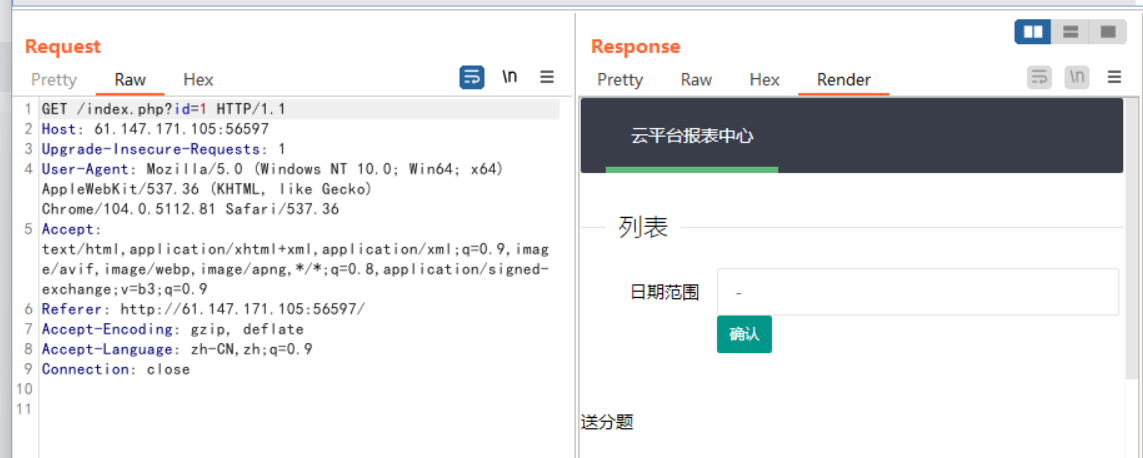 Request
Pretty Raw Hex
\n
1 GET /index.php?id=1 HTTP/1.1
2 Host: 61.147.171.105:56597
3 Upgrade-Insecure-Requests: 1
4 User-Agent: Mozilla/5.0 (Windows NT 10.0; Win64; x64)
AppleWebKit/537.36 (KHTML, like Gecko)
Chrome/104.0.5112.81 Safari/537.36
5 Accept:
text/html,application/xhtml+xml,application/xml;q=0.9,imag
e/avif,image/webp,image/apng,*/*;q=0.8,application/signed-
exchange;v=b3;q=0.9
6 Referer: http://61.147.171.105:56597/
7 Accept-Encoding: gzip, deflate
8 Accept-Language: zh-CN,zh;q=0.9
9 Connection: close
10
11
Response
Pretty Raw Hex Render
\n
云平台报表中心
列表
日期范围 -
确认
送分题